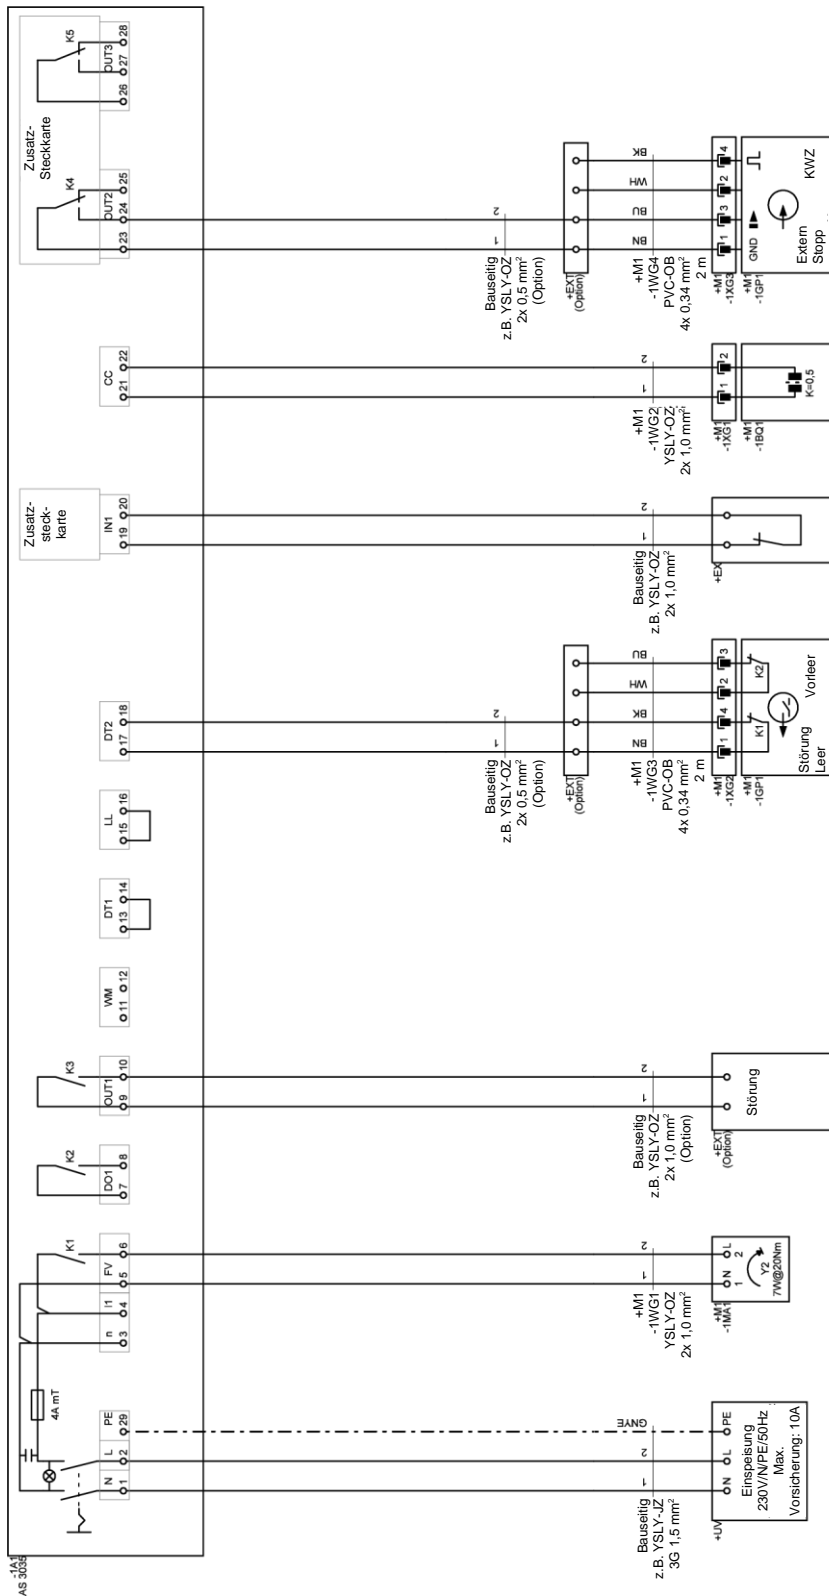 -1A1
AS 3035
4A mT
K1
K2
K3
Zusatz-
steck-
karte
Zusatz-
Steckkarte
K4
K5
N
L
PE
n
l1
FV
DO1
OUT1
WM
DT1
LL
DT2
IN1
CC
OUT2
OUT3
1
2
29
3
4
5
6
7
8
9
10
11
12
13
14
15
16
17
18
19
20
21
22
23
24
25
26
27
28
Bauseitig
z.B. YSLY-JZ
3G 1,5 mm²
1
2
GNYE
+UV
N
L
PE
Einspeisung
230V/N/PE/50Hz
Max.
Vorsicherung: 10A
+M1
-1WG1
YSLY-OZ
2x 1,0 mm²
1
2
+M1
-1MA1
N
L
1
2
Y2
7W@20Nm
Bauseitig
z.B. YSLY-OZ
2x 1,0 mm²
(Option)
1
2
+EXT
(Option)
Störung
Bauseitig
z.B. YSLY-OZ
2x 0,5 mm²
(Option)
1
2
+EXT
(Option)
+M1
-1WG3
PVC-OB
4x 0,34 mm²
2 m
BN
BK
WH
BU
+M1
-1XG2
1
4
2
3
+M1
-1GP1
K1
K2
Störung
Leer
Vorleer
Bauseitig
z.B. YSLY-OZ
2x 1,0 mm²
1
2
+EX
+M1
-1WG2
YSLY-OZ
2x 1,0 mm²
1
2
+M1
-1XG1
1
2
+M1
-1BQ1
K=0,5
Bauseitig
z.B. YSLY-OZ
2x 0,5 mm²
(Option)
1
2
+EXT
(Option)
+M1
-1WG4
PVC-OB
4x 0,34 mm²
2 m
BN
BU
WH
BK
+M1
-1XG3
1
3
2
4
+M1
-1GP1
GND
Extern
Stopp
KWZ